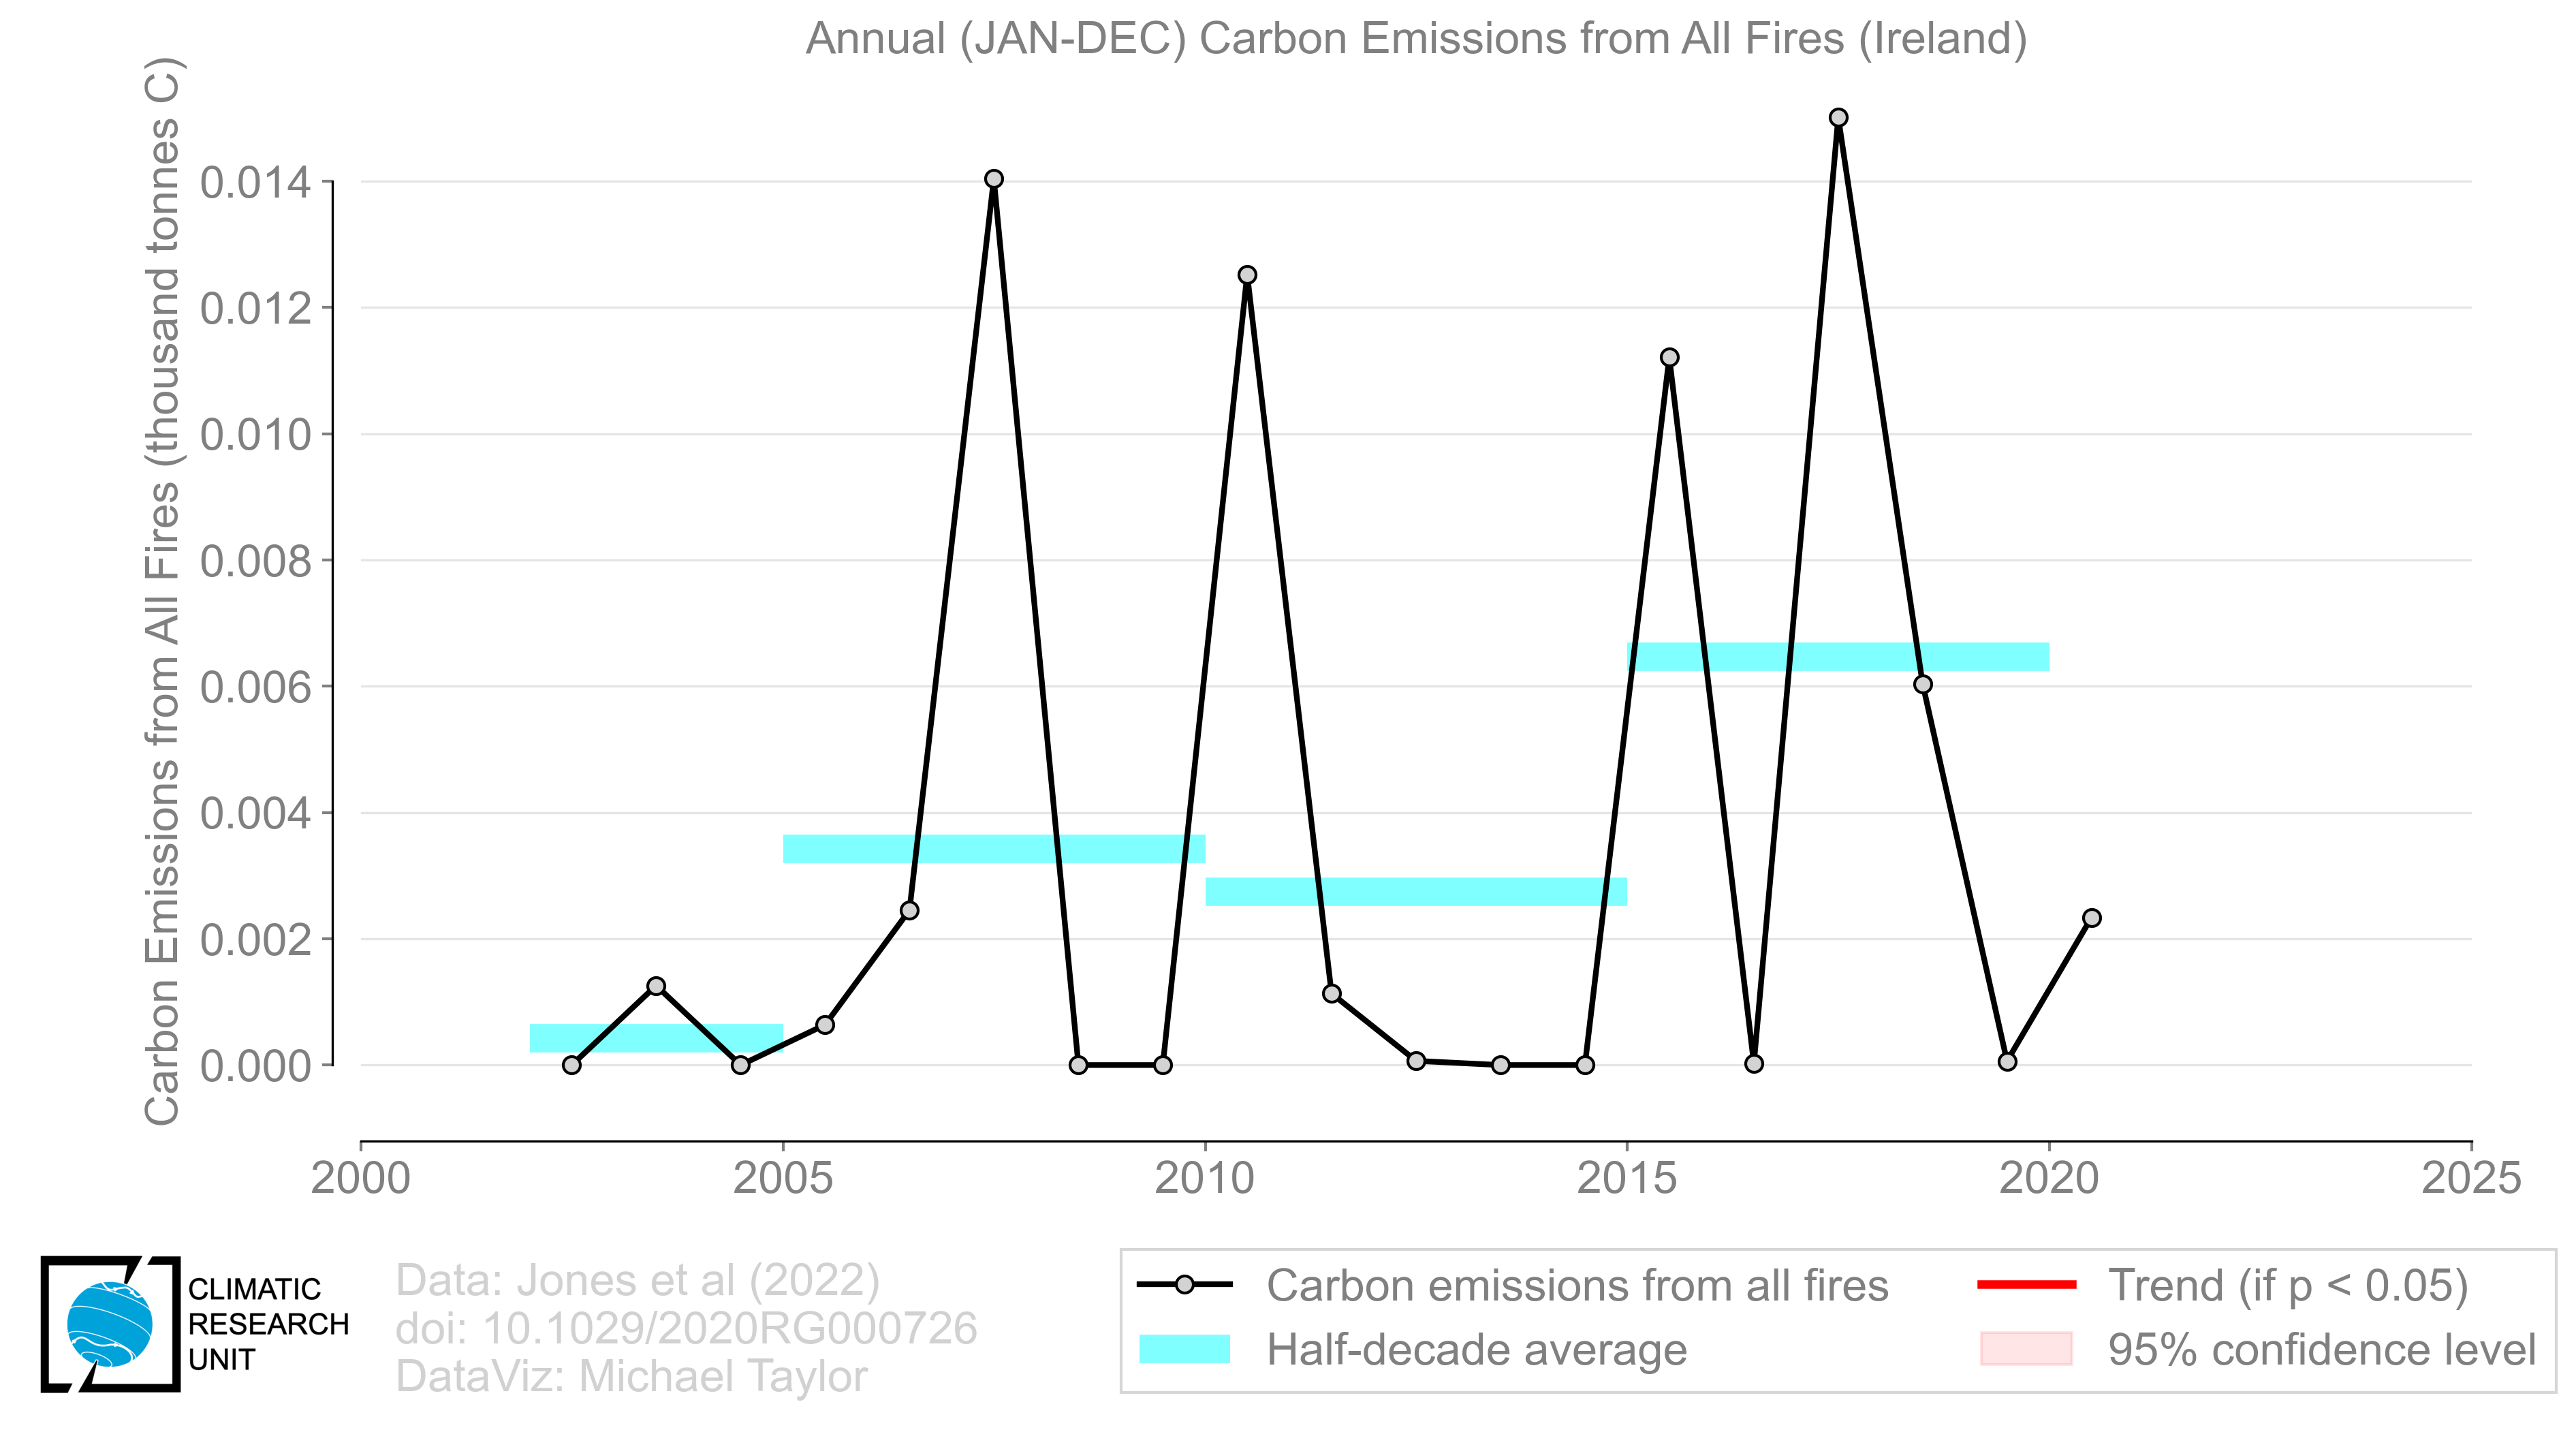 Annual (JAN-DEC) Carbon Emissions from All Fires (Ireland)
Carbon Emissions from All Fires (thousand tonnes C)
0.014
0.012
0.010
0.008
0.006
0.004
0.002
0.000
2000 2005 2010 2015 2020 2025
CLIMATIC
RESEARCH
UNIT
Data: Jones et al (2022)
doi: 10.1029/2020RG000726
DataViz: Michael Taylor
Carbon emissions from all fires
Half-decade average
Trend (if p < 0.05)
95% confidence level